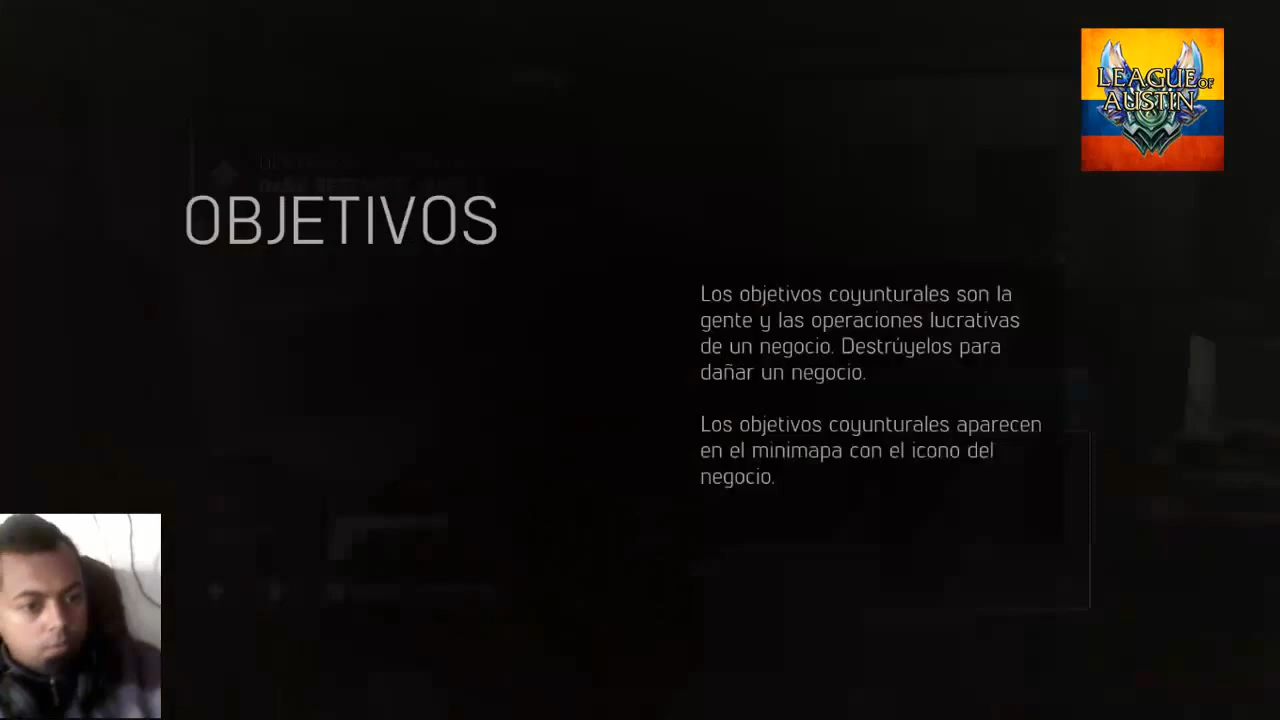 LEAGUE OF
AUSTIN
OBJETIVOS
Los objetivos coyunturales son la
gente y las operaciones lucrativas
de un negocio. Destrúyelos para
dañar un negocio.
Los objetivos coyunturales aparecen
en el minimapa con el icono del
negocio.